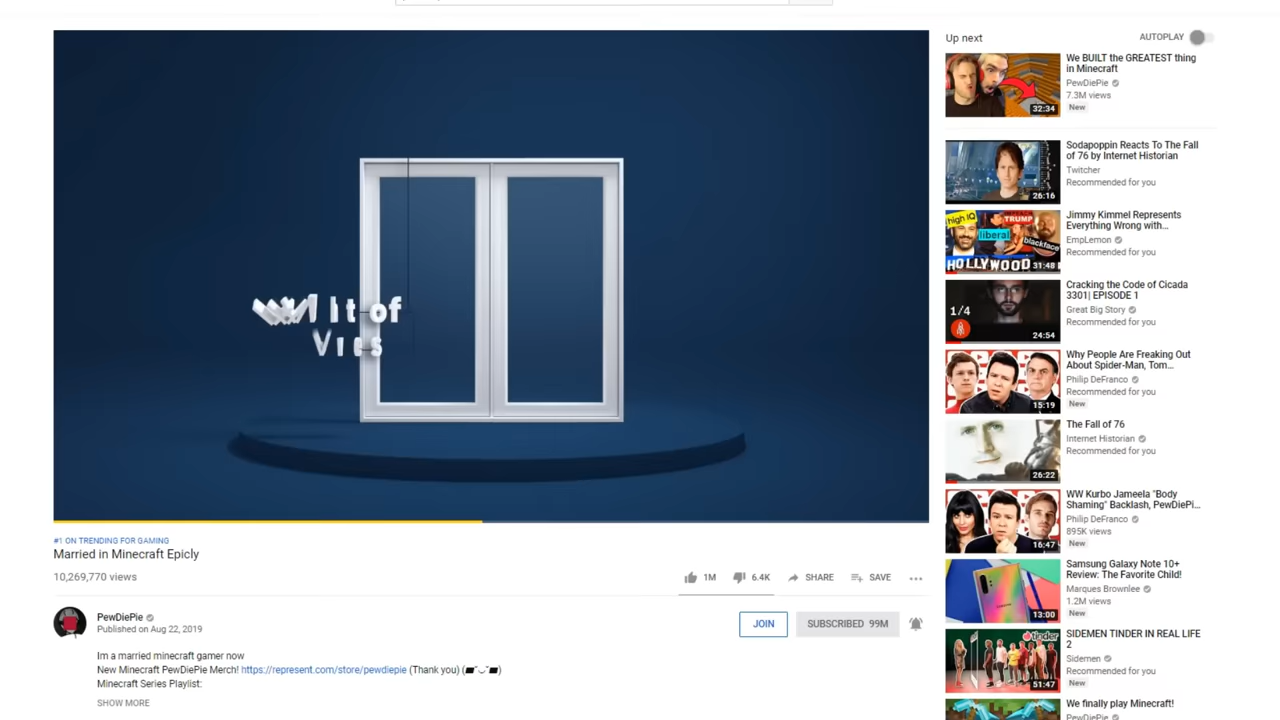 Up next
AUTOPLAY
We BUILT the GREATEST thing
in Minecraft
PewDiePie
7.3M views
New
32:34
Sodapoppin Reacts To The Fall
of 76 by Internet Historian
Twitcher
Recommended for you
26:16
Jimmy Kimmel Represents
Everything Wrong with...
EmpLemon
Recommended for you
high IQ
TRUMP
liberal
blackface
HOLLYWOOD
31:48
Cracking the Code of Cicada
3301| EPISODE 1
Great Big Story
Recommended for you
1/4
24:54
Why People Are Freaking Out
About Spider-Man, Tom...
Philip DeFranco
Recommended for you
New
15:19
The Fall of 76
Internet Historian
Recommended for you
26:22
WW Kurbo Jameela "Body
Shaming" Backlash, PewDiePi...
Philip DeFranco
895K views
New
16:47
Samsung Galaxy Note 10+
Review: The Favorite Child!
Marques Brownlee
1.2M views
New
13:00
SIDEMEN TINDER IN REAL LIFE
2
Sidemen
Recommended for you
New
tinder
51:47
We finally play Minecraft!
PewDiePie
of
#1 ON TRENDING FOR GAMING
Married in Minecraft Epicly
10,269,770 views
1M
6.4K
SHARE
SAVE
PewDiePie
Published on Aug 22, 2019
JOIN
SUBSCRIBED 99M
Im a married minecraft gamer now
New Minecraft PewDiePie Merch! https://represent.com/store/pewdiepie (Thank you) (▰˘◡˘▰)
Minecraft Series Playlist:
SHOW MORE